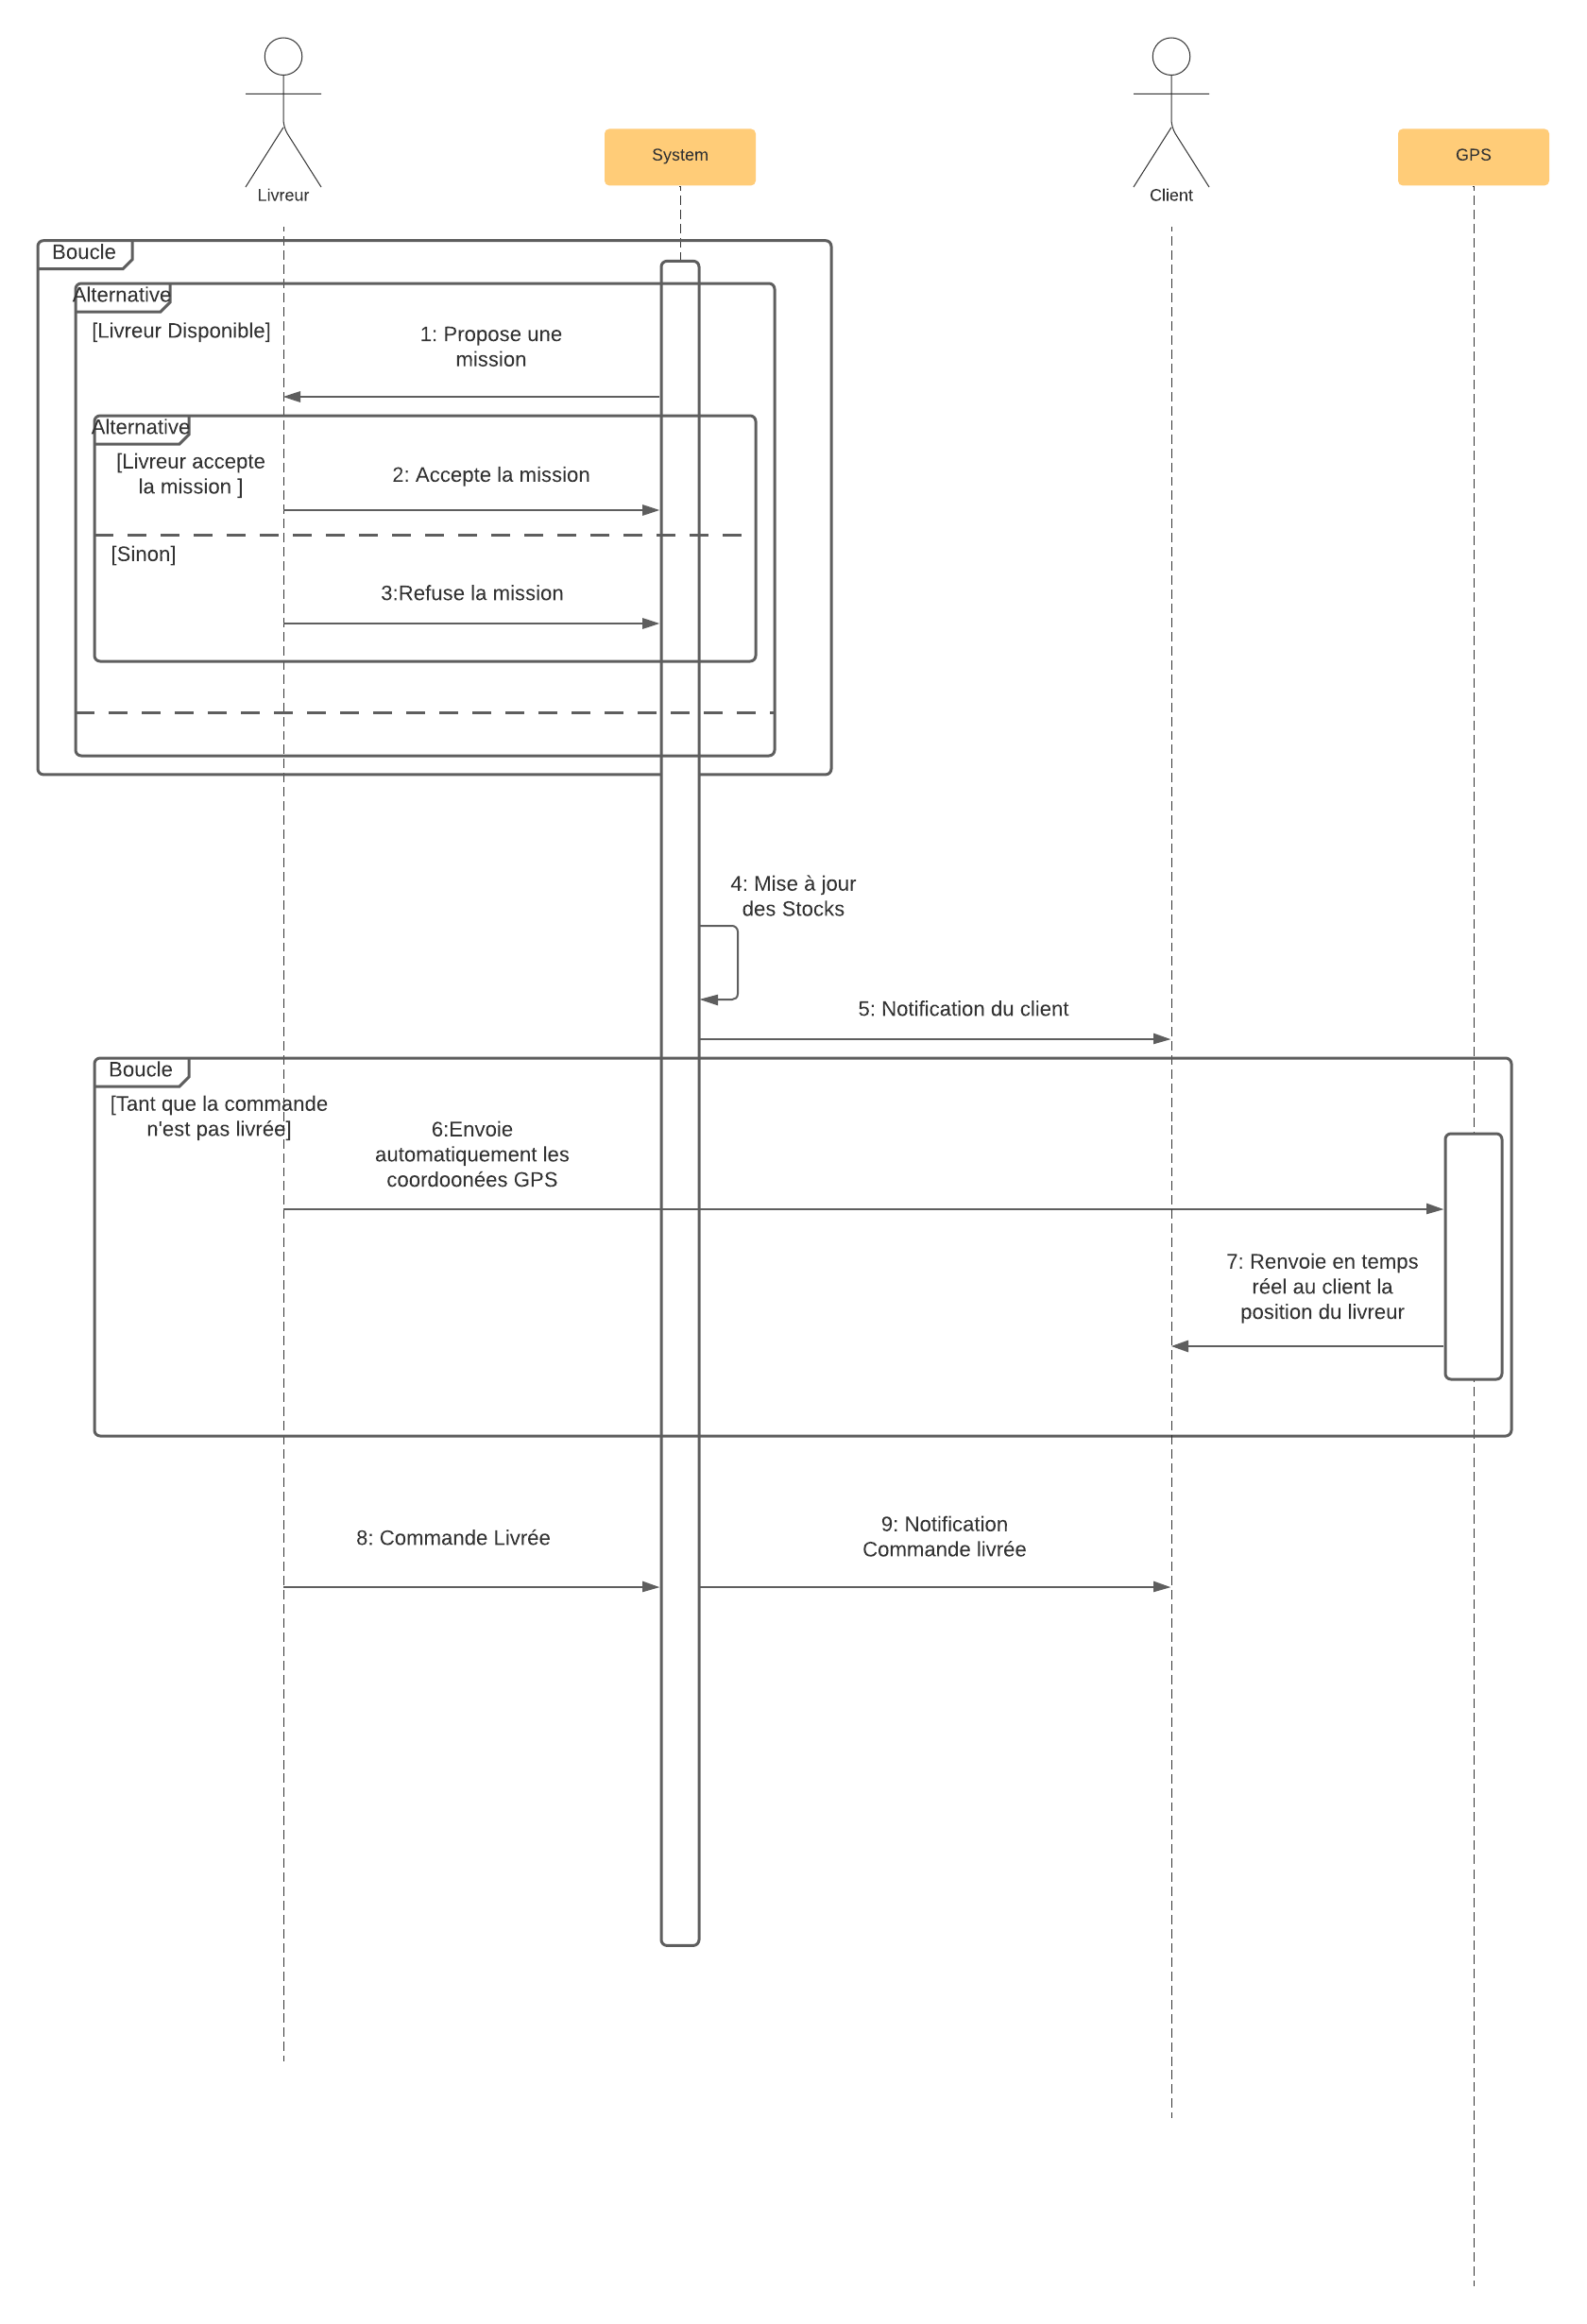 Livreur
System
Client
GPS
Boucle
Alternative
[Livreur Disponible]
1: Propose une
mission
Alternative
[Livreur accepte
la mission ]
2: Accepte la mission
[Sinon]
3:Refuse la mission
4: Mise à jour
des Stocks
5: Notification du client
Boucle
[Tant que la commande
n'est pas livrée]
6:Envoie
automatiquement les
coordoonées GPS
7: Renvoie en temps
réel au client la
position du livreur
8: Commande Livrée
9: Notification
Commande livrée